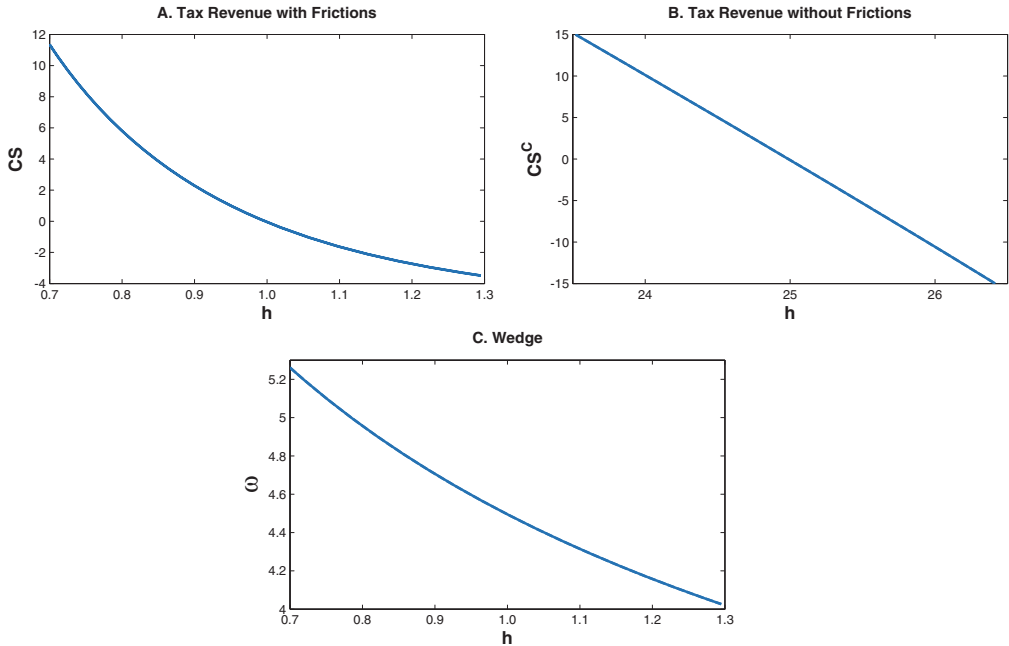 A. Tax Revenue with Frictions
12
10
8
6
4
2
0
-2
-4
CS
0.7 0.8 0.9 1.0 1.1 1.2 1.3
h
B. Tax Revenue without Frictions
15
10
5
0
-5
-10
-15
CS^C
24 25 26
h
C. Wedge
5.2
5
4.8
4.6
4.4
4.2
4
ω
0.7 0.8 0.9 1.0 1.1 1.2 1.3
h